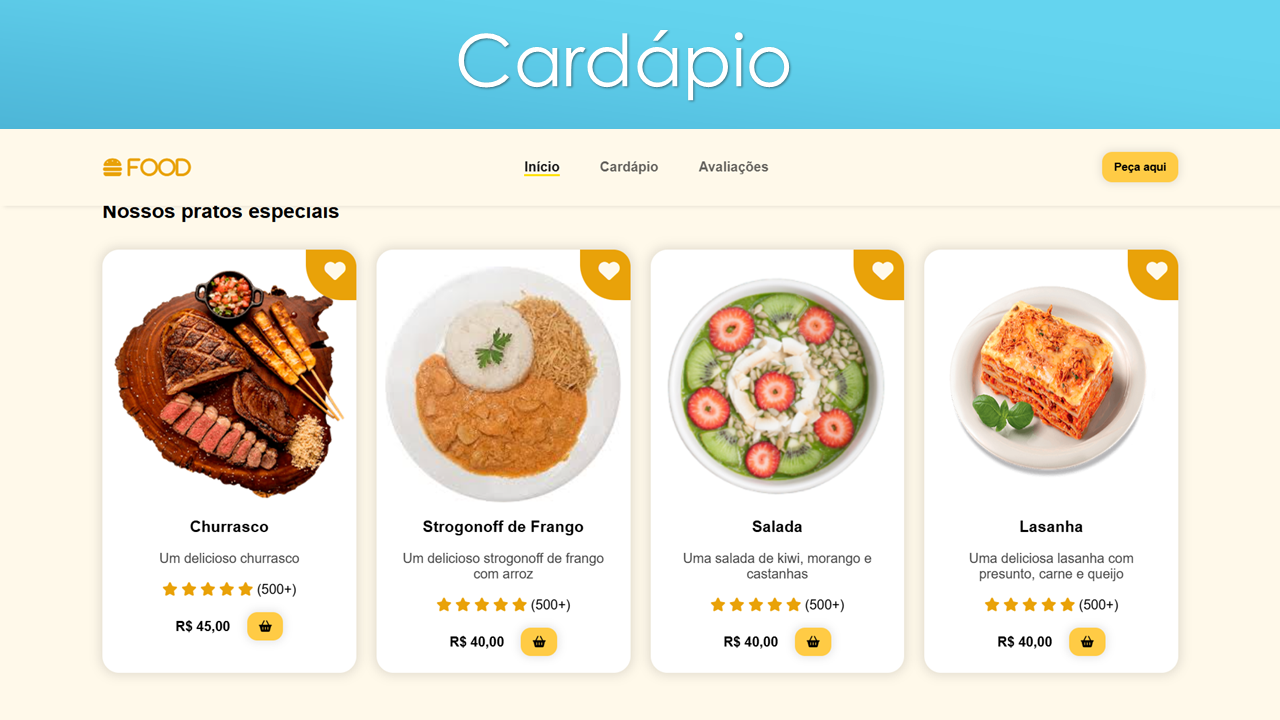 Cardápio
FOOD
Início
Cardápio
Avaliações
Peça aqui
Nossos pratos especiais
Churrasco
Um delicioso churrasco
(500+)
R$ 45,00
Strogonoff de Frango
Um delicioso strogonoff de frango
com arroz
(500+)
R$ 40,00
Salada
Uma salada de kiwi, morango e
castanhas
(500+)
R$ 40,00
Lasanha
Uma deliciosa lasanha com
presunto, carne e queijo
(500+)
R$ 40,00